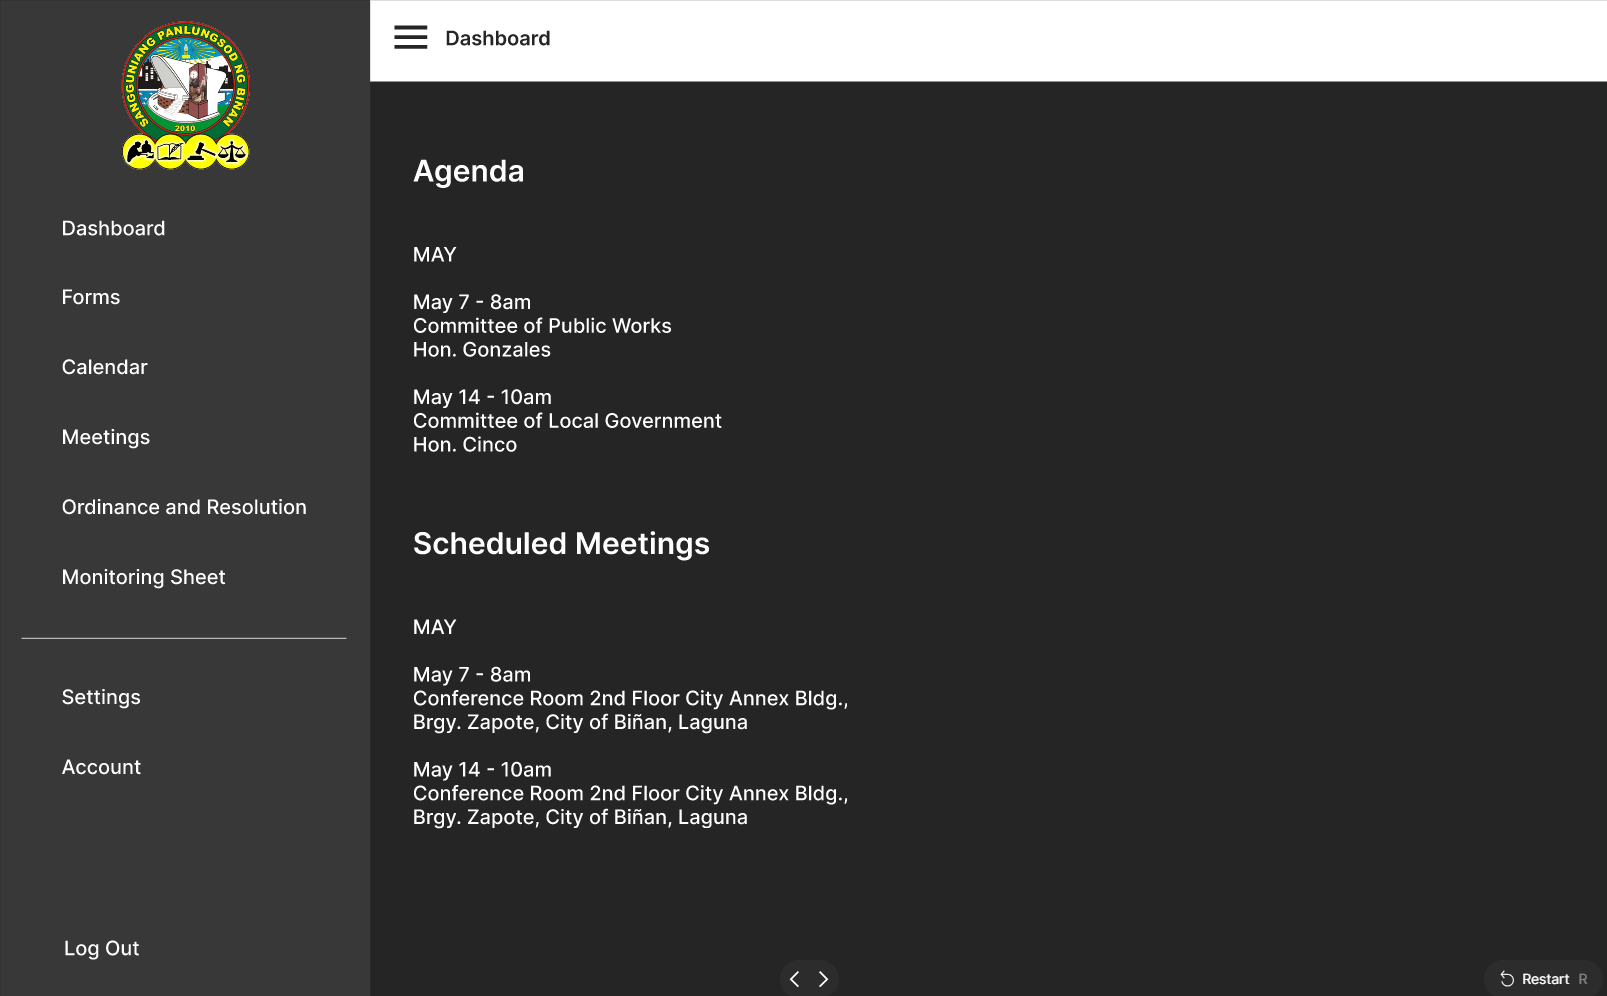 SANGGUNIANG PANLUNGSOD NG BIÑAN
2010
Dashboard
Forms
Calendar
Meetings
Ordinance and Resolution
Monitoring Sheet
Settings
Account
Log Out
Dashboard
Agenda
MAY
May 7 - 8am
Committee of Public Works
Hon. Gonzales
May 14 - 10am
Committee of Local Government
Hon. Cinco
Scheduled Meetings
MAY
May 7 - 8am
Conference Room 2nd Floor City Annex Bldg.,
Brgy. Zapote, City of Biñan, Laguna
May 14 - 10am
Conference Room 2nd Floor City Annex Bldg.,
Brgy. Zapote, City of Biñan, Laguna
Restart R